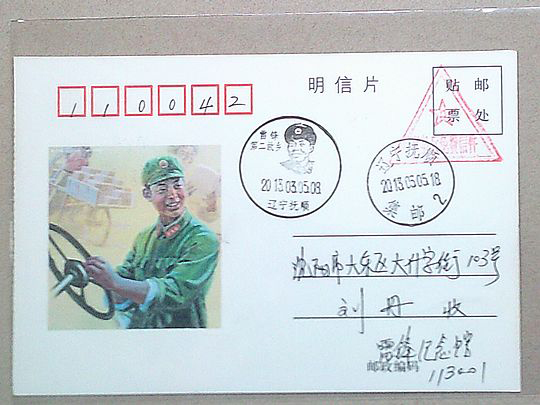 110042
明信片
贴 邮
票 处
雷锋
第二故乡
2013.03.05.08
辽宁抚顺
辽宁抚顺
2013.03.05.18
票邮 2
沈阳市大东区大什字街103号
刘丹 收
雷锋纪念馆
邮政编码
113001